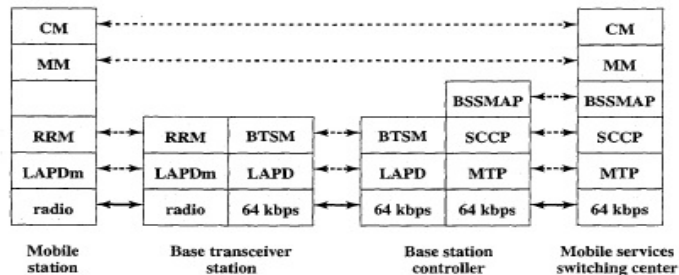 CM CM
MM MM
BSSMAP BSSMAP
RRM RRM BTSM BTSM SCCP SCCP
LAPDm LAPDm LAPD LAPD MTP MTP
radio radio 64 kbps 64 kbps 64 kbps 64 kbps
Mobile Base transceiver Base station Mobile services
station station controller switching center